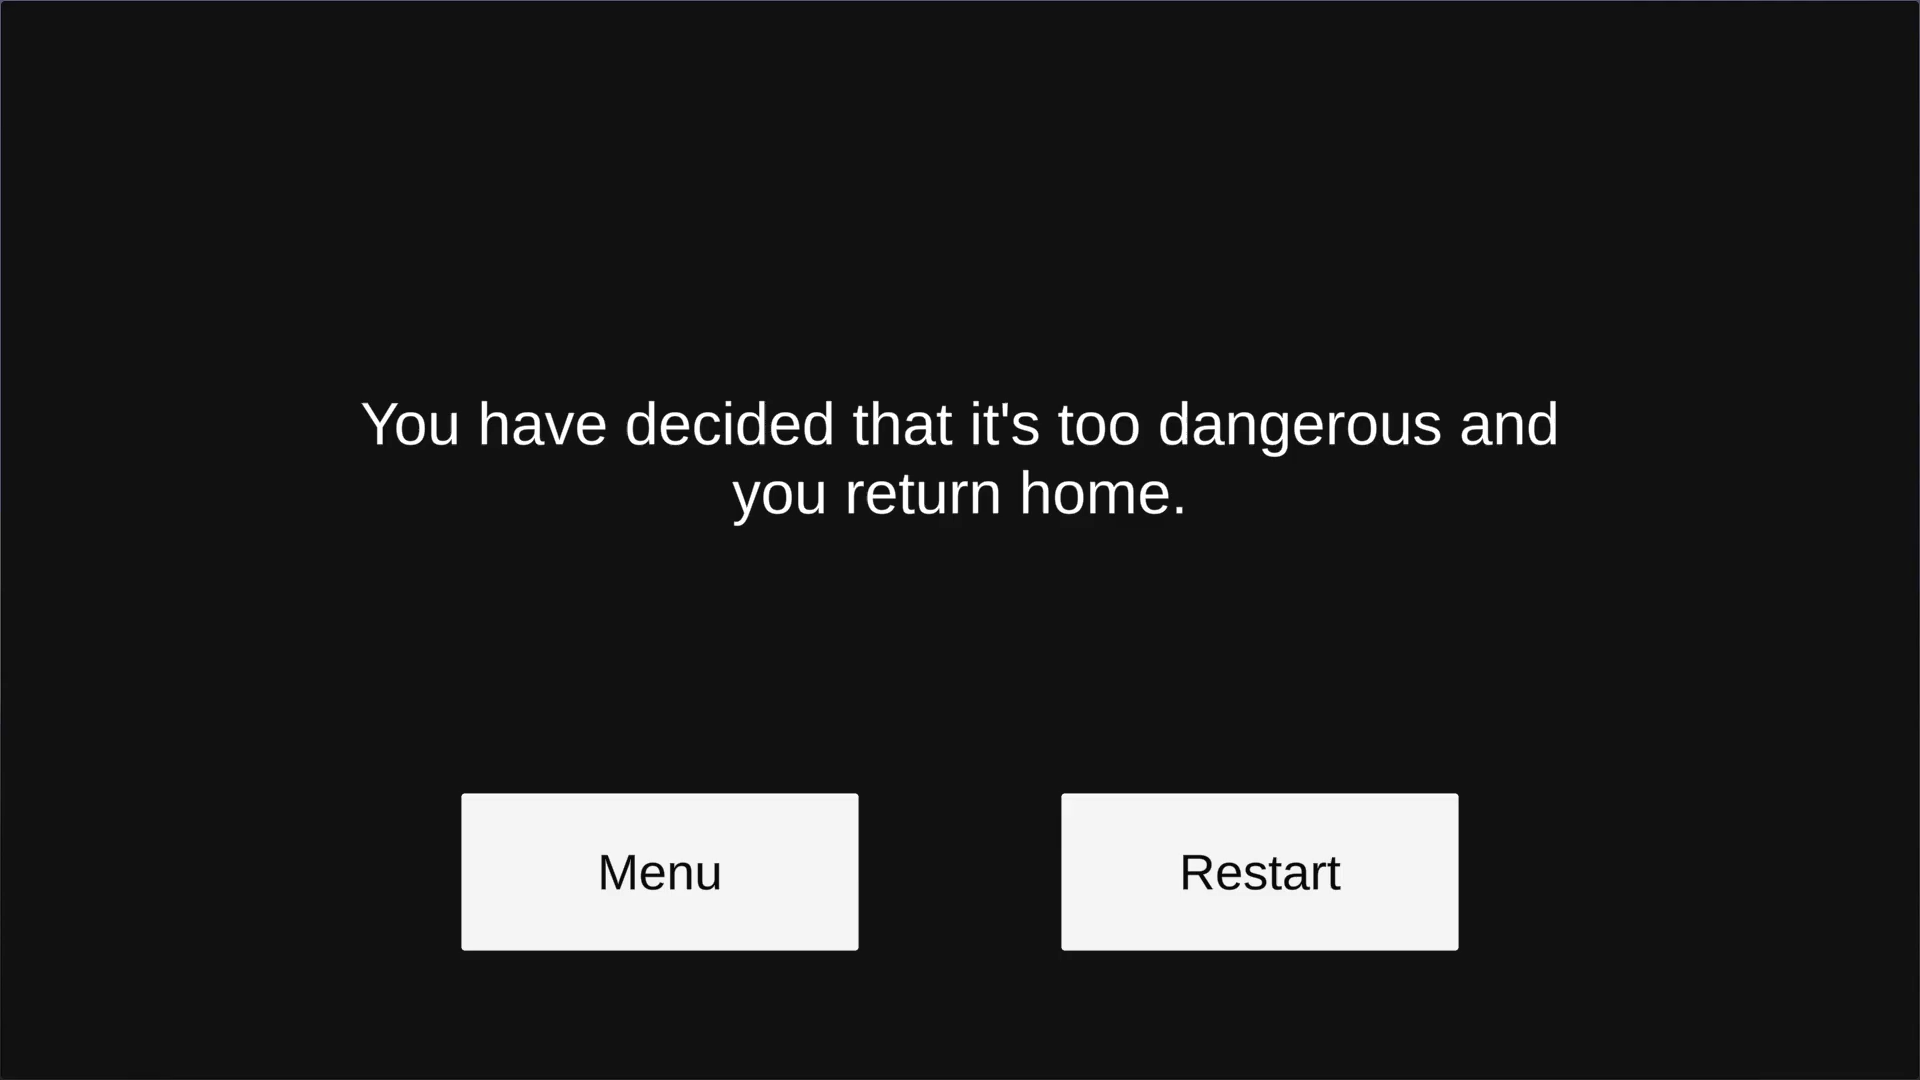 You have decided that it's too dangerous and
you return home.
Menu
Restart